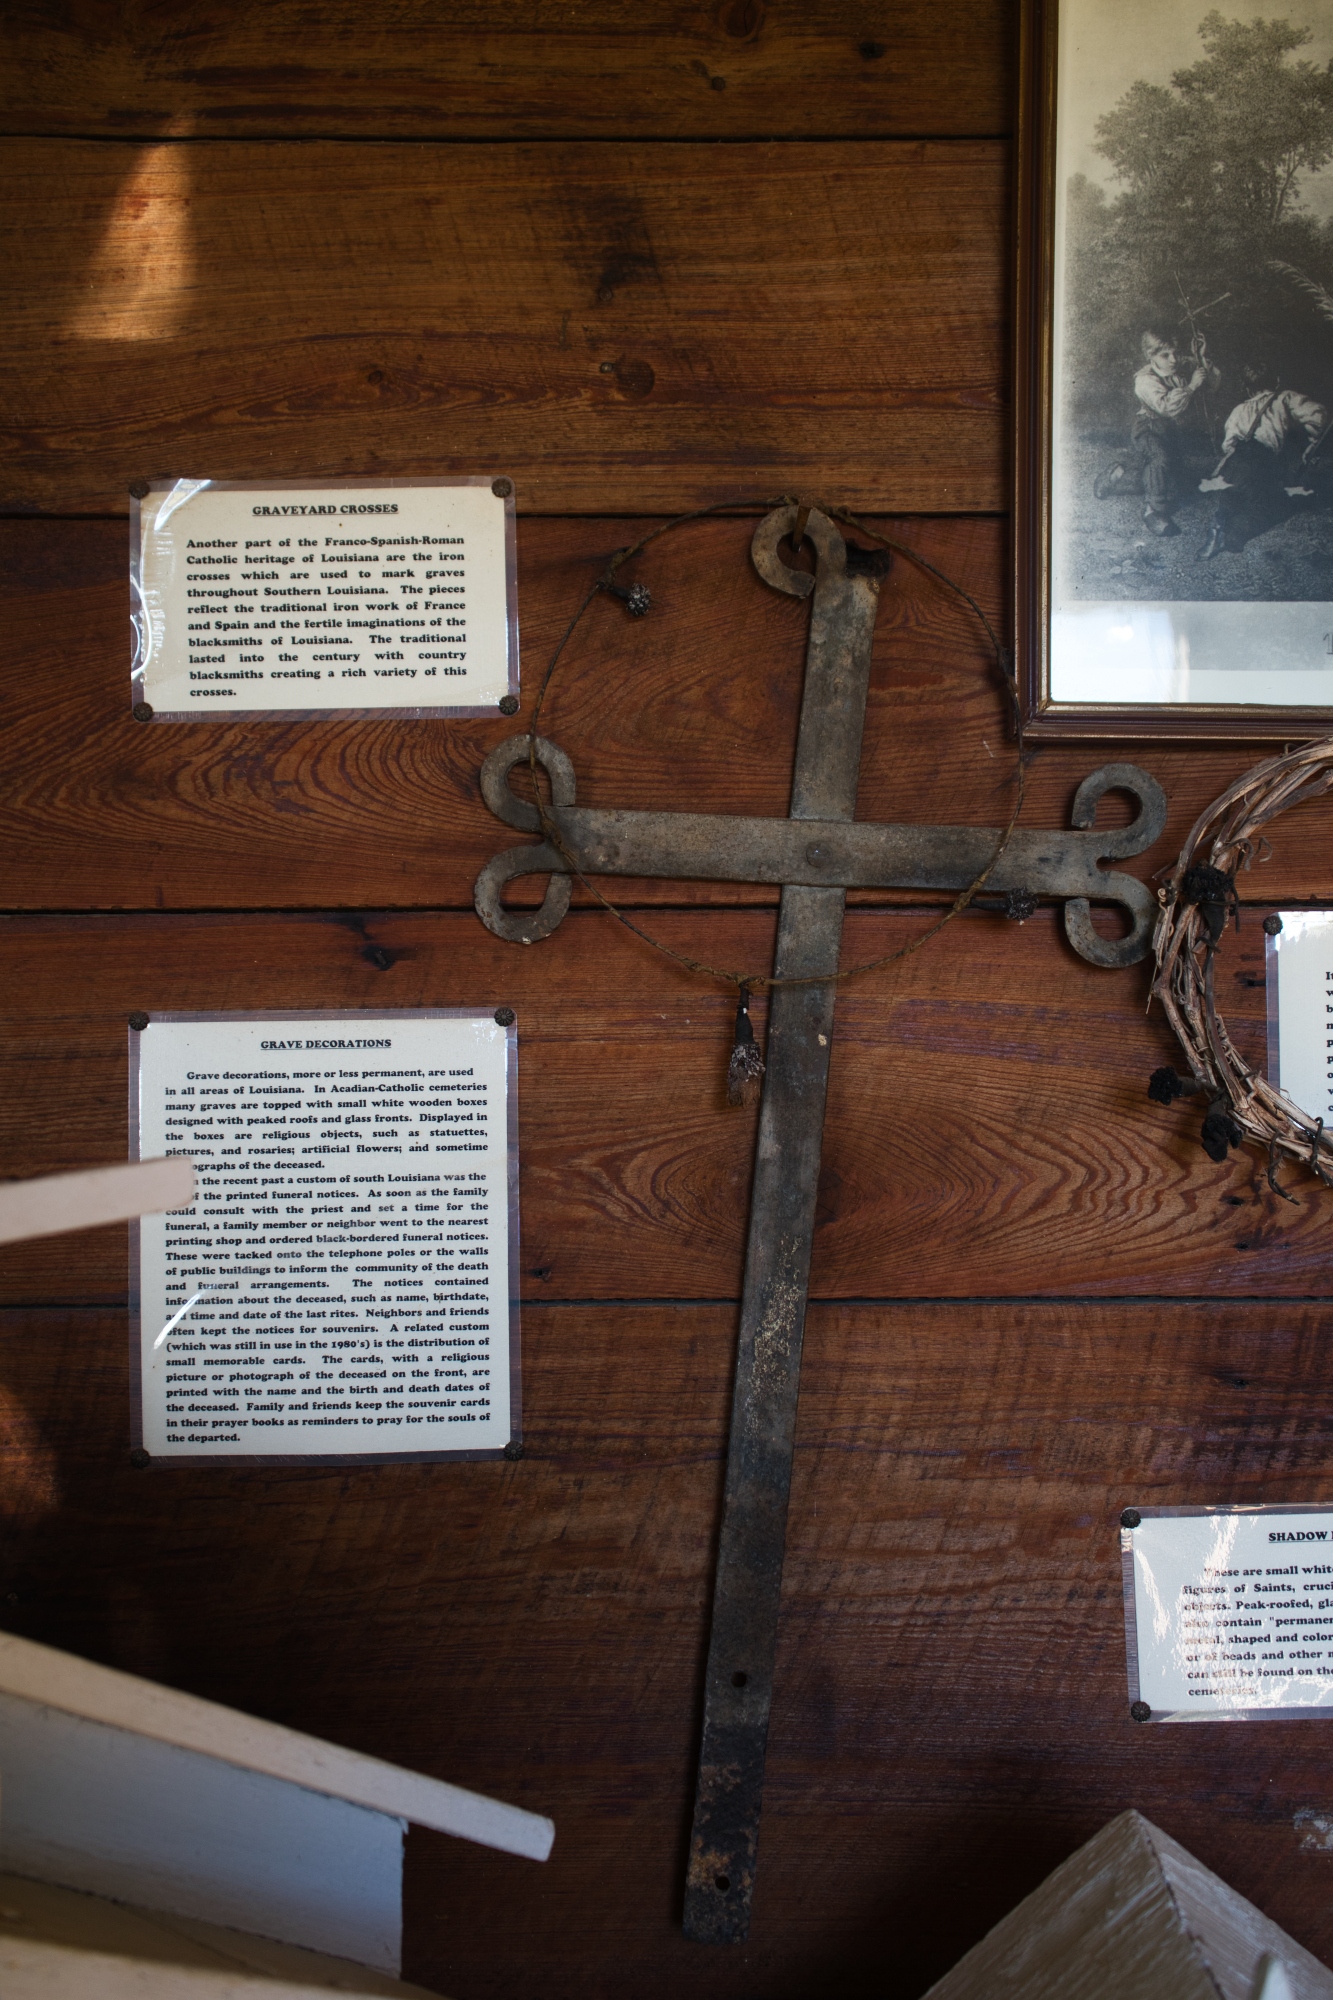 GRAVEYARD CROSSES
Another part of the Franco-Spanish-Roman
Catholic heritage of Louisiana are the iron
crosses which are used to mark graves
throughout Southern Louisiana. The pieces
reflect the traditional iron work of France
and Spain and the fertile imaginations of the
blacksmiths of Louisiana. The traditional
lasted into the century with country
blacksmiths creating a rich variety of this
crosses.
GRAVE DECORATIONS
Grave decorations, more or less permanent, are used
in all areas of Louisiana. In Acadian-Catholic cemeteries
many graves are topped with small white wooden boxes
designed with peaked roofs and glass fronts. Displayed in
the boxes are religious objects, such as statuettes,
pictures, and rosaries; artificial flowers; and sometime
ographs of the deceased.
the recent past a custom of south Louisiana was the
of the printed funeral notices. As soon as the family
could consult with the priest and set a time for the
funeral, a family member or neighbor went to the nearest
printing shop and ordered black-bordered funeral notices.
These were tacked onto the telephone poles or the walls
of public buildings to inform the community of the death
and funeral arrangements. The notices contained
information about the deceased, such as name, birthdate,
and time and date of the last rites. Neighbors and friends
often kept the notices for souvenirs. A related custom
(which was still in use in the 1980's) is the distribution of
small memorable cards. The cards, with a religious
picture or photograph of the deceased on the front, are
printed with the name and the birth and death dates of
the deceased. Family and friends keep the souvenir cards
in their prayer books as reminders to pray for the souls of
the departed.
SHADOW
These are small white
figures of Saints, cruci
objects. Peak-roofed, gla
also contain "permanen
metal, shaped and color
or of beads and other
can still be found on the
cemeteries.